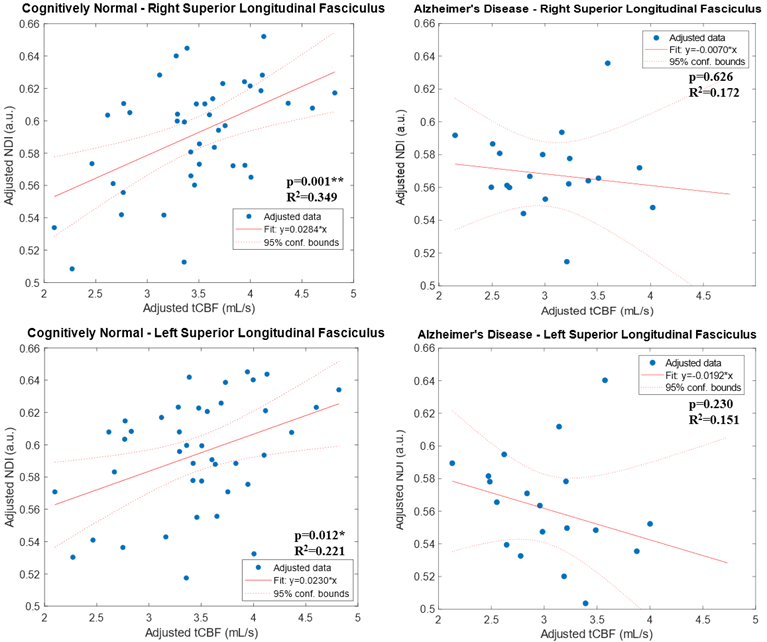 Cognitively Normal - Right Superior Longitudinal Fasciculus
0.66
0.64
0.62
0.6
0.58
0.56
0.54
0.52
0.5
Adjusted NDI (a.u.)
p=0.001**
R²=0.349
Adjusted data
Fit: y=0.0284*x
95% conf. bounds
2 2.5 3 3.5 4 4.5 5
Adjusted tCBF (mL/s)
Alzheimer's Disease - Right Superior Longitudinal Fasciculus
0.66
0.64
0.62
0.6
0.58
0.56
0.54
0.52
0.5
Adjusted NDI (a.u.)
Adjusted data
Fit: y=-0.0070*x
95% conf. bounds
p=0.626
R²=0.172
2 2.5 3 3.5 4 4.5
Adjusted tCBF (mL/s)
Cognitively Normal - Left Superior Longitudinal Fasciculus
0.66
0.64
0.62
0.6
0.58
0.56
0.54
0.52
0.5
Adjusted NDI (a.u.)
p=0.012*
R²=0.221
Adjusted data
Fit: y=0.0230*x
95% conf. bounds
2 2.5 3 3.5 4 4.5 5
Adjusted tCBF (mL/s)
Alzheimer's Disease - Left Superior Longitudinal Fasciculus
0.66
0.64
0.62
0.6
0.58
0.56
0.54
0.52
0.5
Adjusted NDI (a.u.)
Adjusted data
Fit: y=-0.0192*x
95% conf. bounds
p=0.230
R²=0.151
2 2.5 3 3.5 4 4.5
Adjusted tCBF (mL/s)